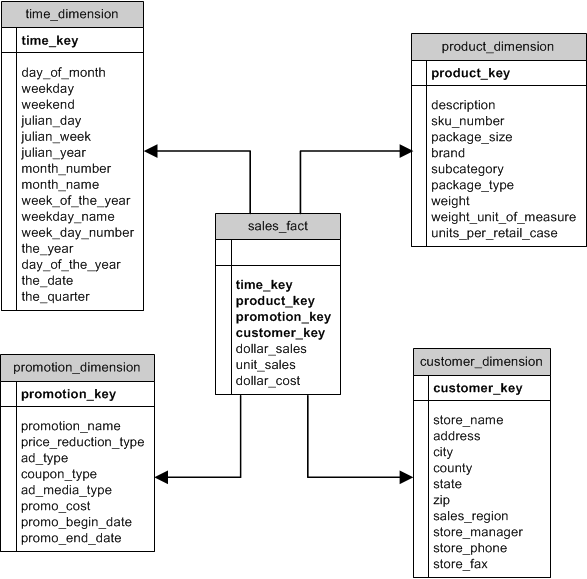 time_dimension
time_key
day_of_month
weekday
weekend
julian_day
julian_week
julian_year
month_number
month_name
week_of_the_year
weekday_name
week_day_number
the_year
day_of_the_year
the_date
the_quarter
product_dimension
product_key
description
sku_number
package_size
brand
subcategory
package_type
weight
weight_unit_of_measure
units_per_retail_case
sales_fact
time_key
product_key
promotion_key
customer_key
dollar_sales
unit_sales
dollar_cost
promotion_dimension
promotion_key
promotion_name
price_reduction_type
ad_type
coupon_type
ad_media_type
promo_cost
promo_begin_date
promo_end_date
customer_dimension
customer_key
store_name
address
city
county
state
zip
sales_region
store_manager
store_phone
store_fax